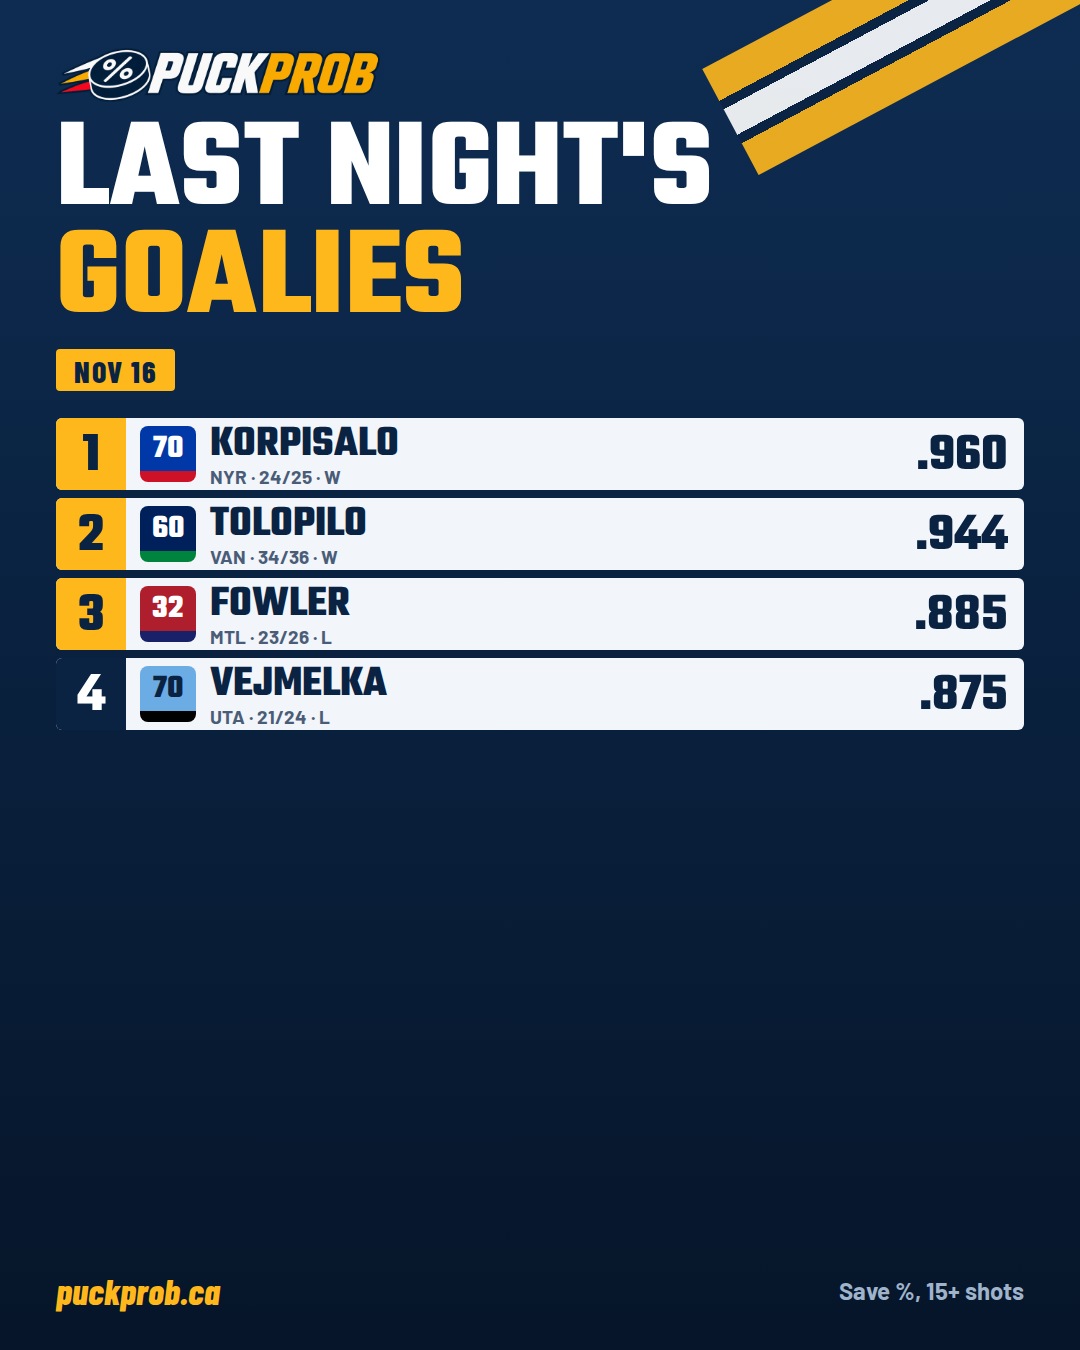 %PUCKPROB
LAST NIGHT'S
GOALIES
NOV 16
1 70 KORPISALO .960
NYR · 24/25 · W
2 60 TOLOPILO .944
VAN · 34/36 · W
3 32 FOWLER .885
MTL · 23/26 · L
4 70 VEJMELKA .875
UTA · 21/24 · L
puckprob.ca
Save %, 15+ shots